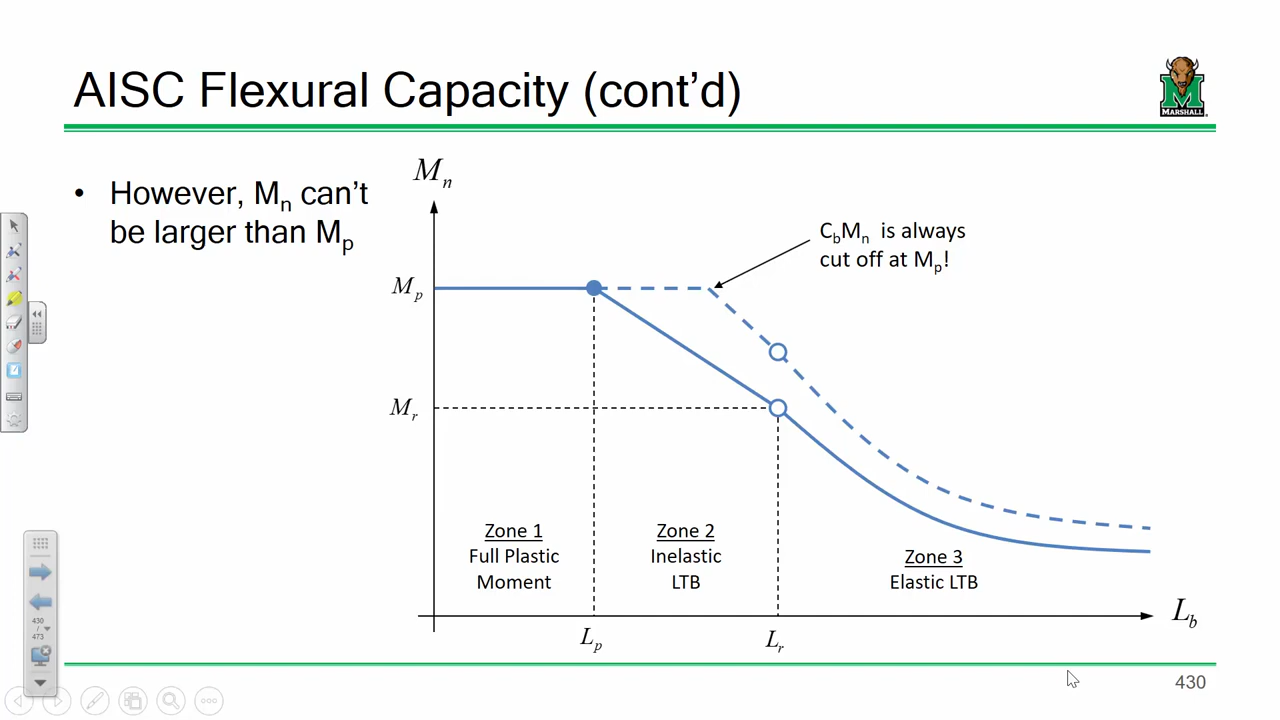 AISC Flexural Capacity (cont’d)
MARSHALL
• However, Mn can’t
be larger than Mp
Mn
CbMn is always
cut off at Mp!
Mp
Mr
Zone 1
Full Plastic
Moment
Zone 2
Inelastic
LTB
Zone 3
Elastic LTB
Lb
Lp
Lr
430
/
473
430